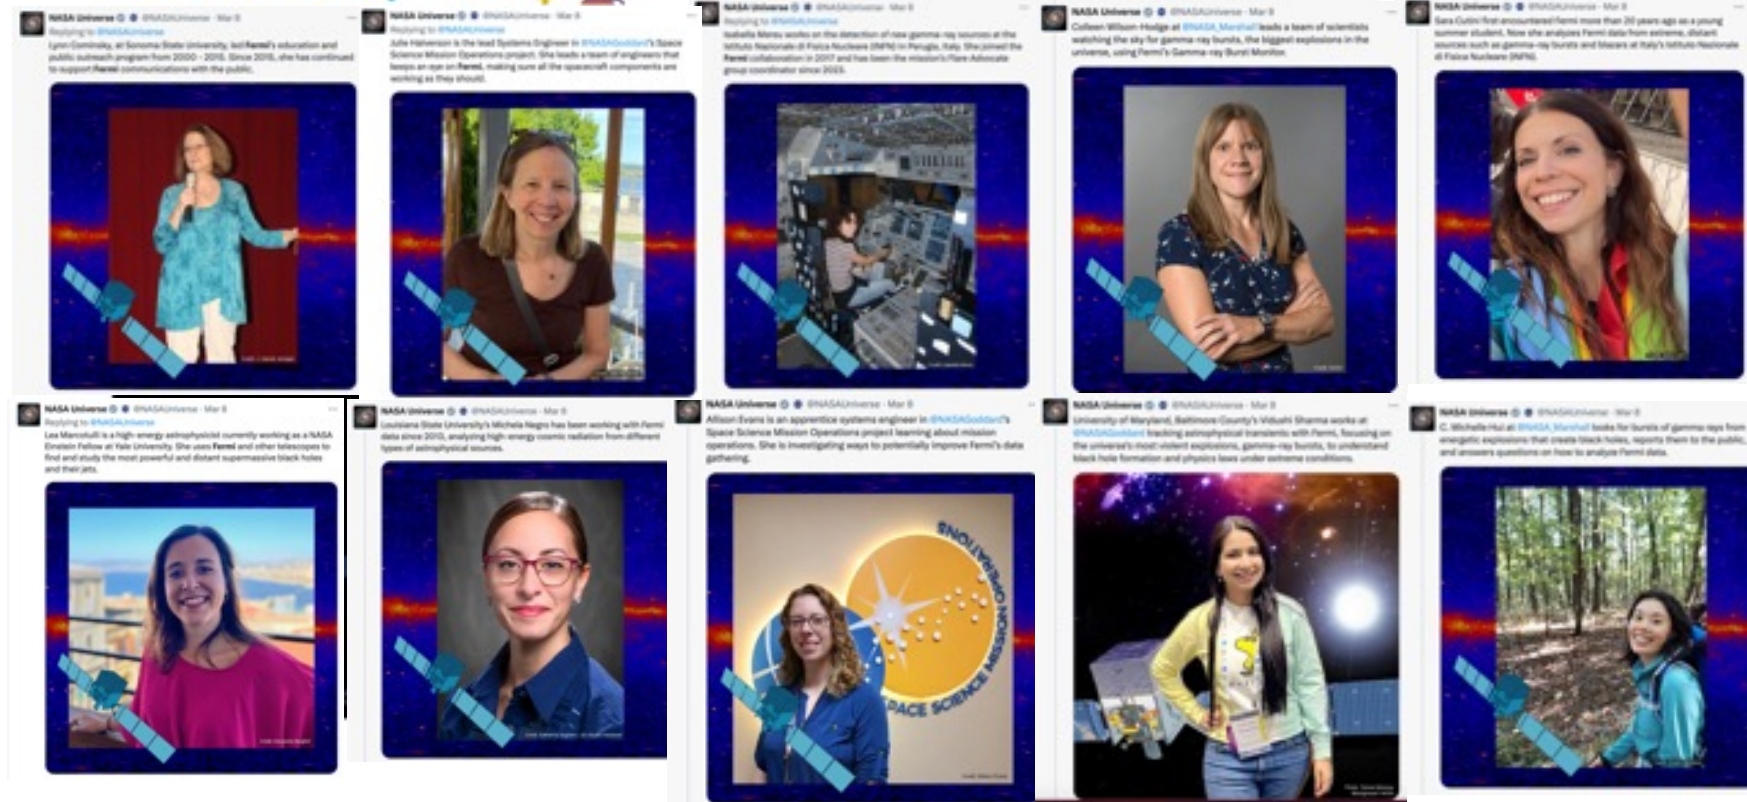 NASA Universe @NASAUniverse · Mar 8
Replying to @NASAUniverse
Lynn Cominsky, at Sonoma State University, led Fermi's education and
public outreach program from 2000 - 2015. Since 2015, she has continued
to support Fermi communications with the public.
NASA Universe @NASAUniverse · Mar 8
Replying to @NASAUniverse
Julie Halverson is the lead Systems Engineer in @NASAGoddard's Space
Science Mission Operations project. She leads a team of engineers that
keeps an eye on Fermi, making sure all the spacecraft components are
working as they should.
NASA Universe @NASAUniverse · Mar 8
Replying to @NASAUniverse
Isabella Mereu works on the detection of new gamma-ray sources at the
Istituto Nazionale di Fisica Nucleare (INFN) in Perugia, Italy. She joined the
Fermi collaboration in 2017 and has been the mission's Flare Advocate
group coordinator since 2023.
NASA Universe @NASAUniverse · Mar 8
Colleen Wilson-Hodge at @NASA_Marshall leads a team of scientists
watching the sky for gamma-ray bursts, the biggest explosions in the
universe, using Fermi's Gamma-ray Burst Monitor.
NASA Universe @NASAUniverse · Mar 8
Sara Cutini first encountered Fermi more than 20 years ago as a young
summer student. Now she analyzes Fermi data from extreme, distant
sources such as gamma-ray bursts and blazars at Italy's Istituto Nazionale
di Fisica Nucleare (INFN).
NASA Universe @NASAUniverse · Mar 8
Replying to @NASAUniverse
Lea Marcotulli is a high-energy astrophysicist currently working as a NASA
Einstein Fellow at Yale University. She uses Fermi and other telescopes to
find and study the most powerful and distant supermassive black holes
and their jets.
NASA Universe @NASAUniverse · Mar 8
Louisiana State University's Michela Negro has been working with Fermi
data since 2013, analyzing high-energy cosmic radiation from different
types of astrophysical sources.
NASA Universe @NASAUniverse · Mar 8
Allison Evans is an apprentice systems engineer in @NASAGoddard's
Space Science Mission Operations project learning about mission
operations. She is investigating ways to potentially improve Fermi's data
gathering.
SPACE SCIENCE MISSION OPERATIONS
NASA Universe @NASAUniverse · Mar 8
University of Maryland, Baltimore County's Vidushi Sharma works at
@NASAGoddard tracking astrophysical transients with Fermi, focusing on
the universe's most violent explosions, gamma-ray bursts, to understand
black hole formation and physics laws under extreme conditions.
NASA Universe @NASAUniverse · Mar 8
C. Michelle Hui at @NASA_Marshall looks for bursts of gamma rays from
energetic explosions that create black holes, reports them to the public,
and answers questions on how to analyze Fermi data.